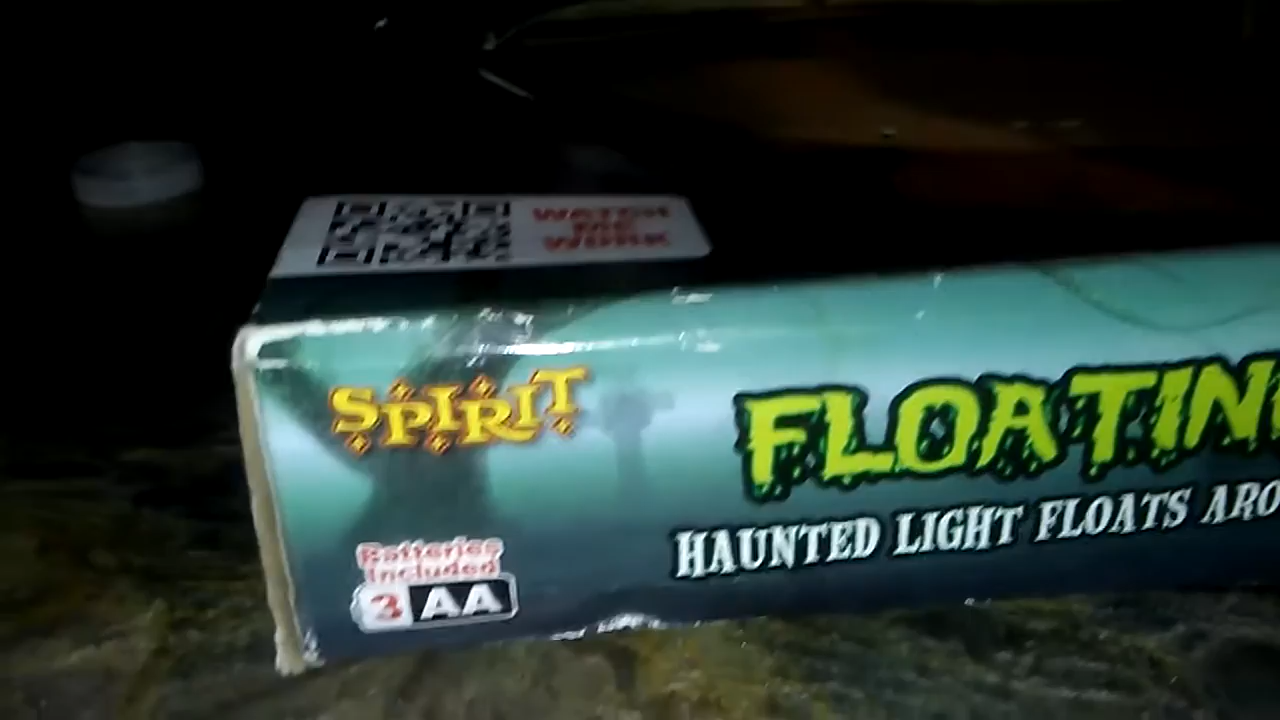 WATCH
ME
WORK
SPIRIT
FLOATIN
HAUNTED LIGHT FLOATS ARO
Batteries
Included
3 AA